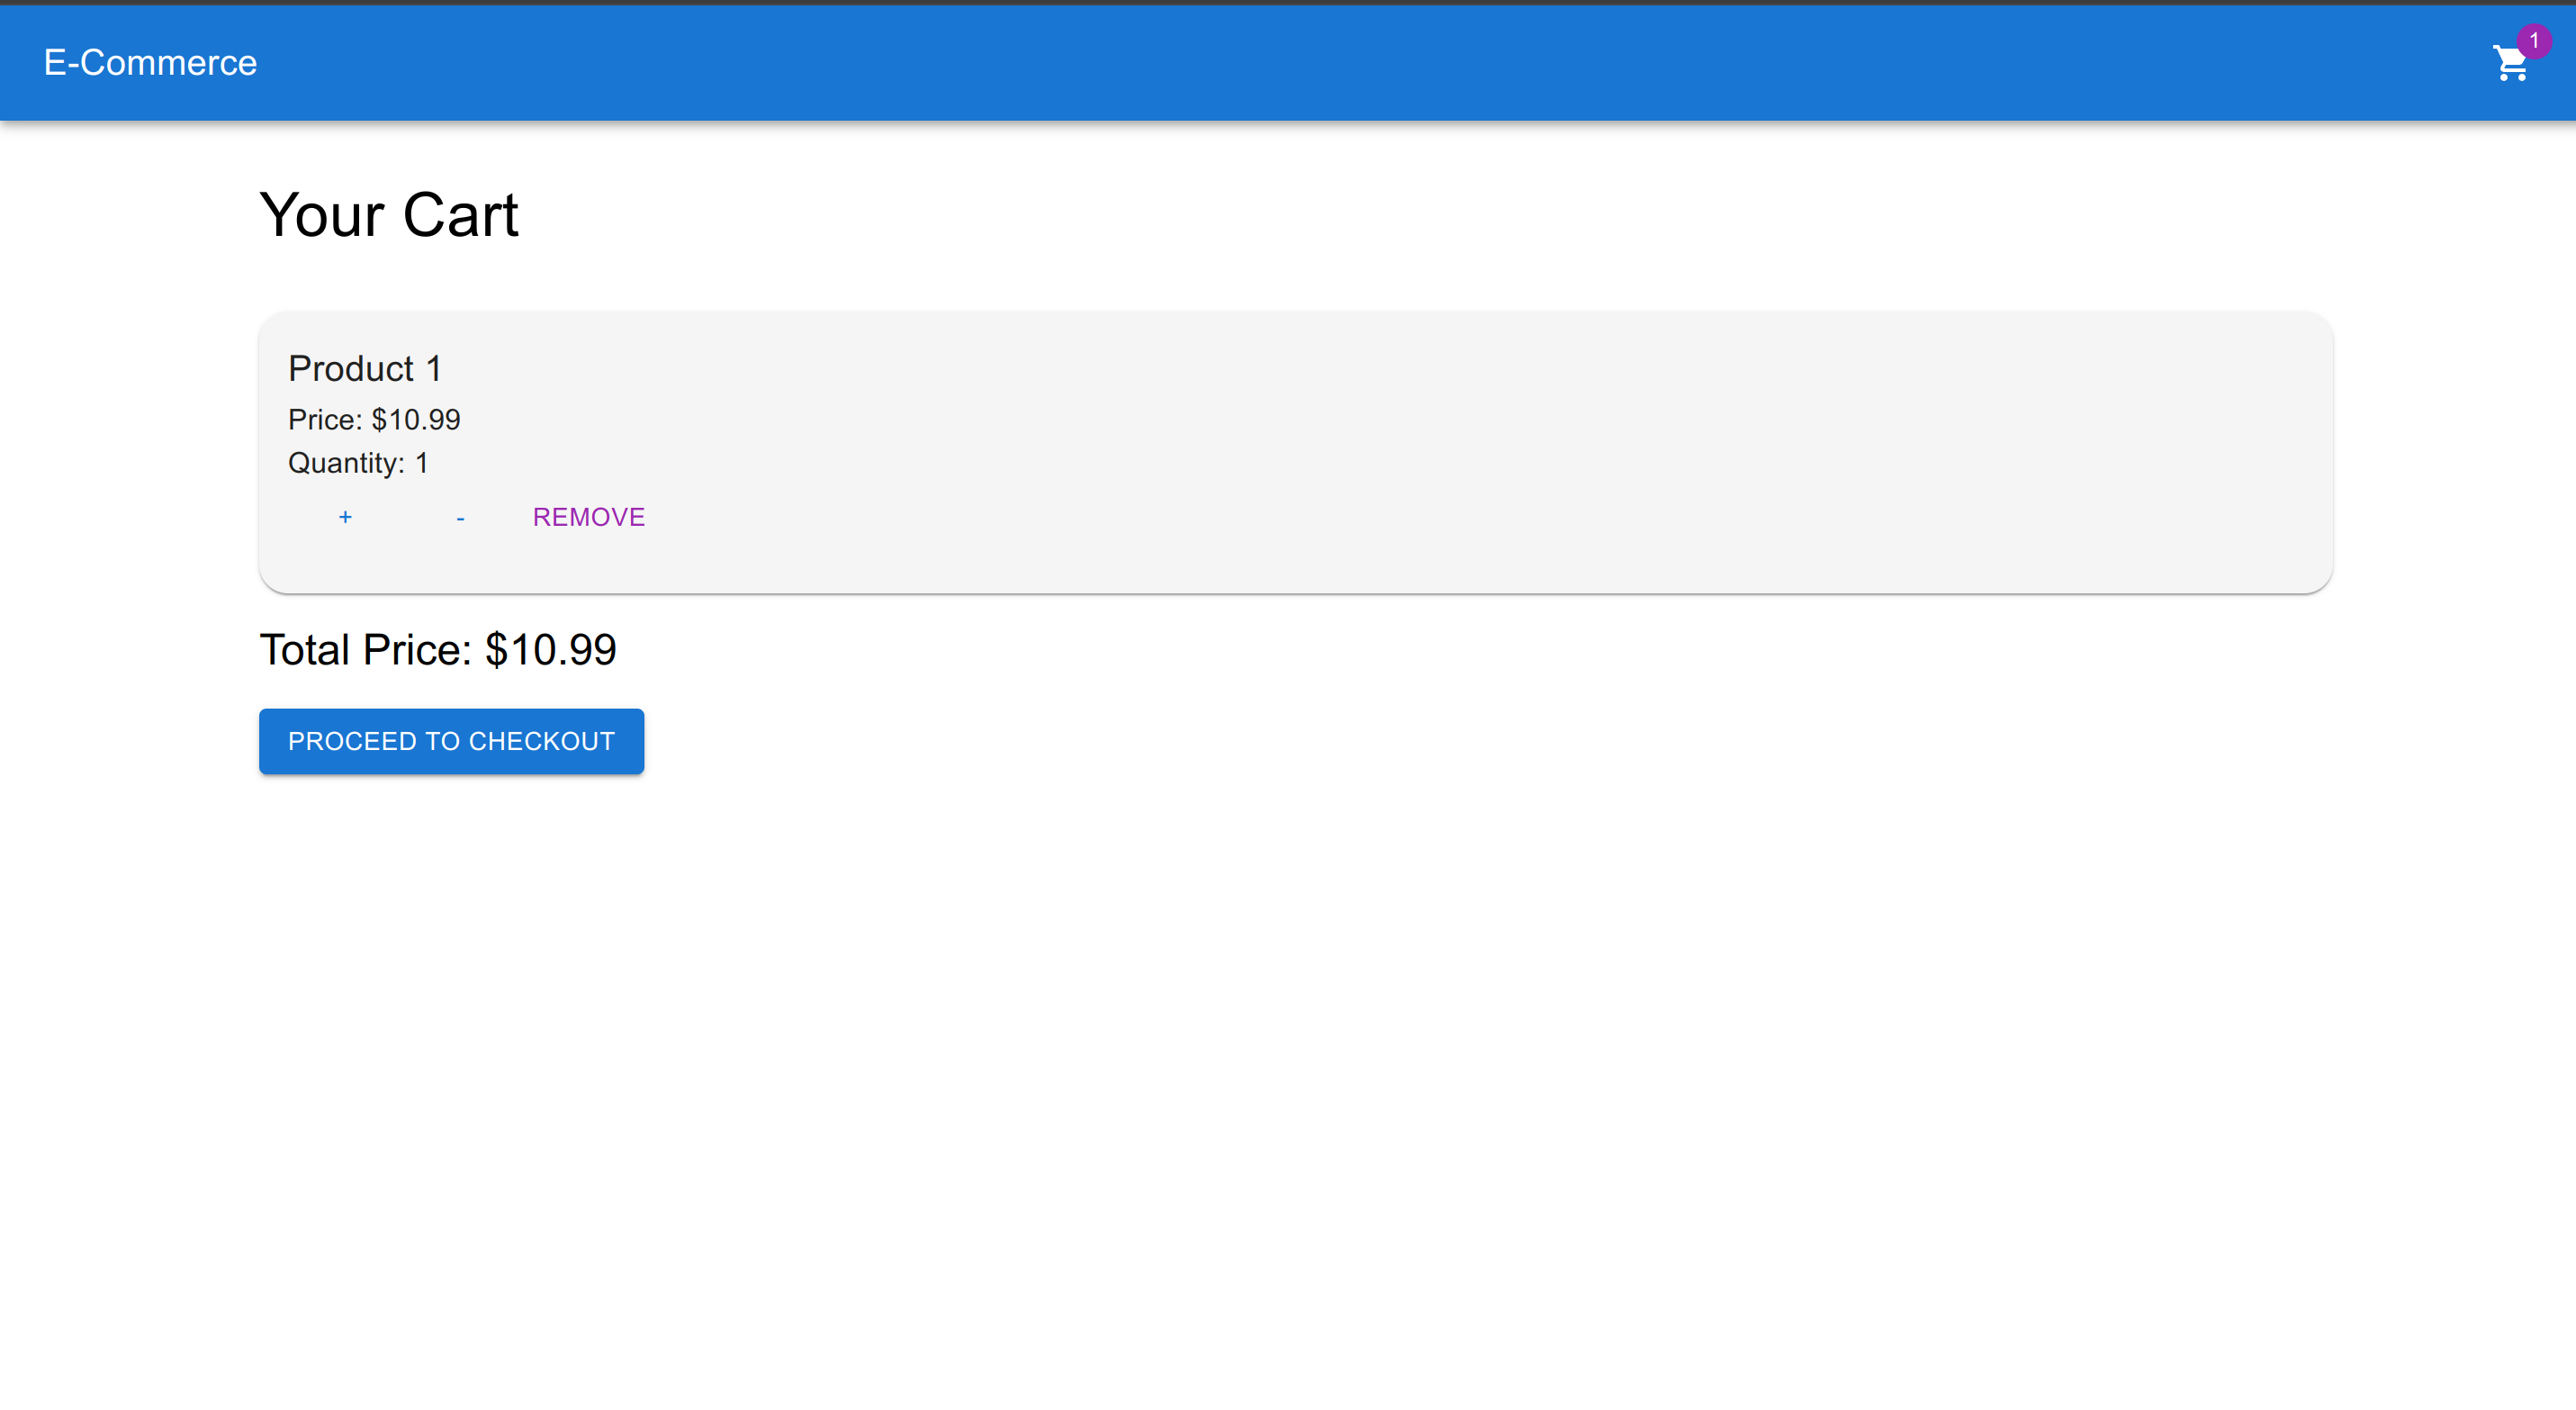 E-Commerce
1
Your Cart
Product 1
Price: $10.99
Quantity: 1
+ - REMOVE
Total Price: $10.99
PROCEED TO CHECKOUT